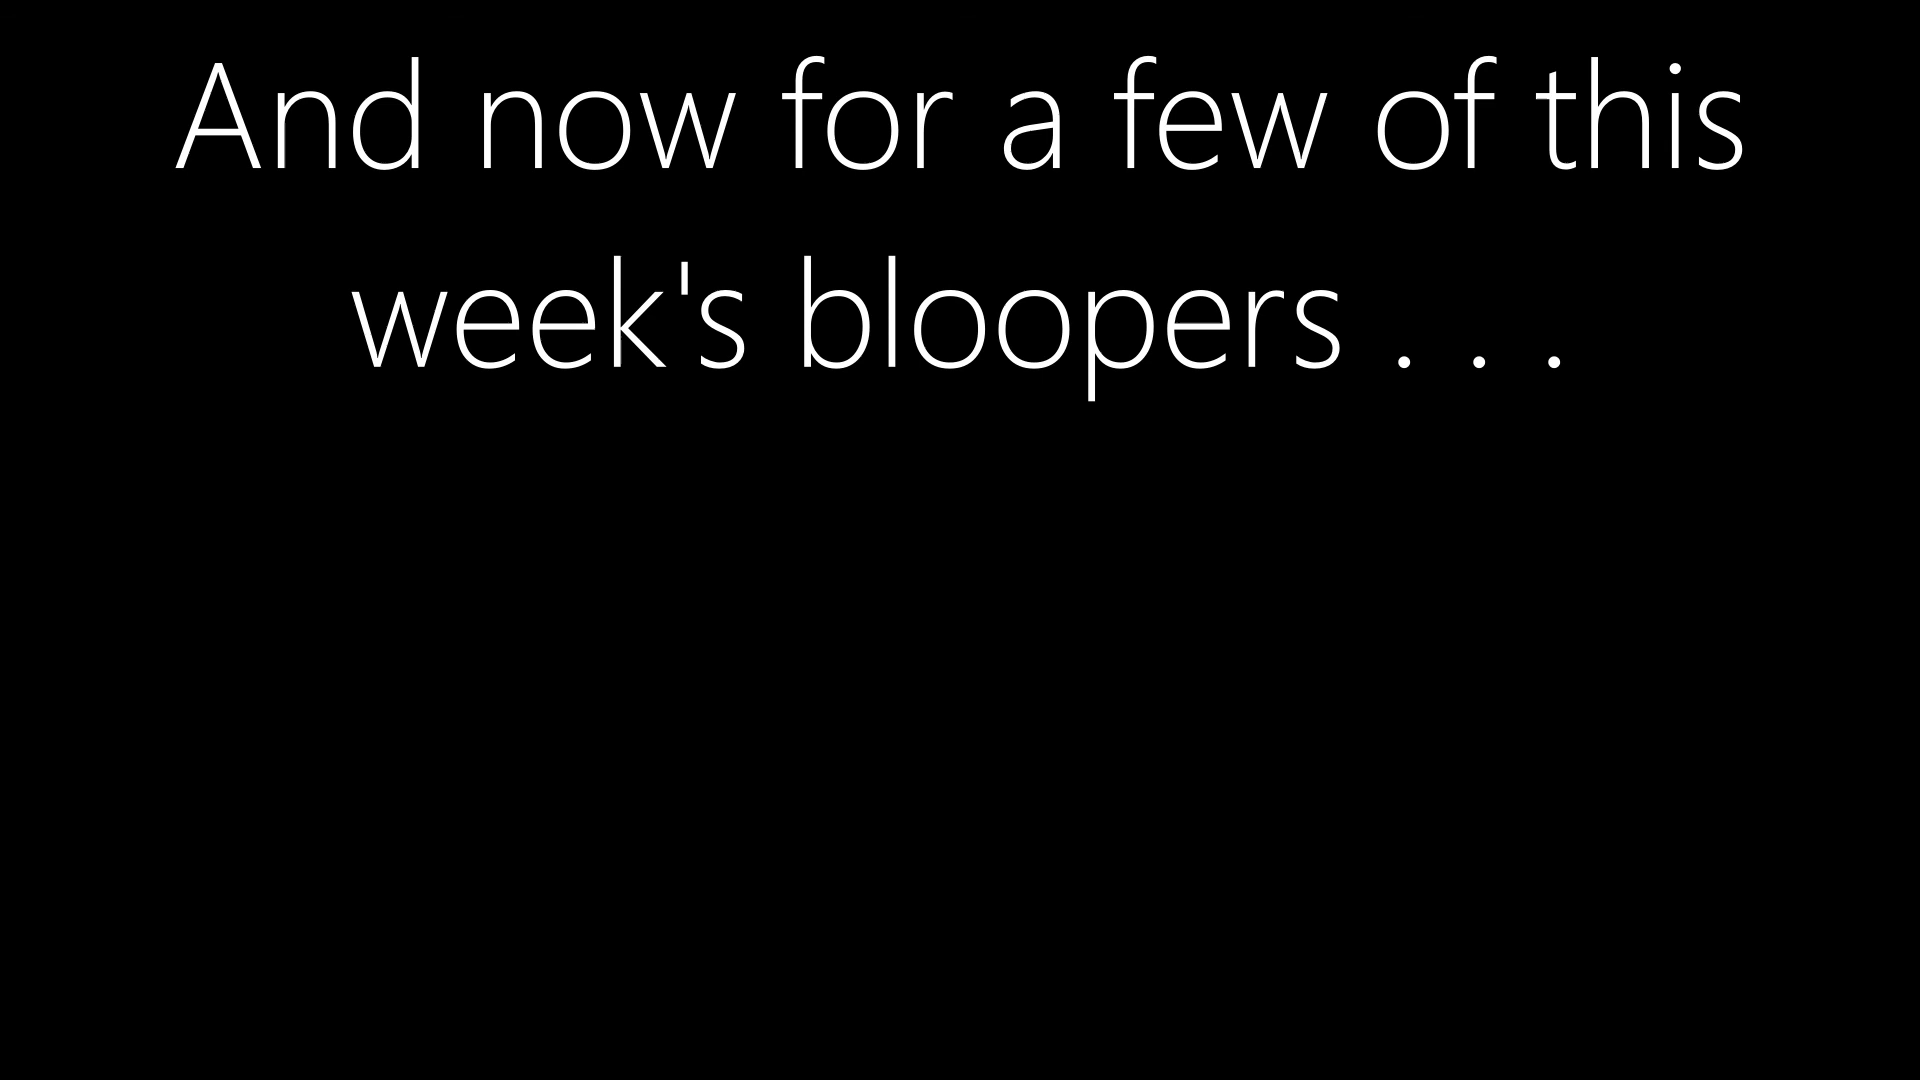 And now for a few of this
week's bloopers . . .